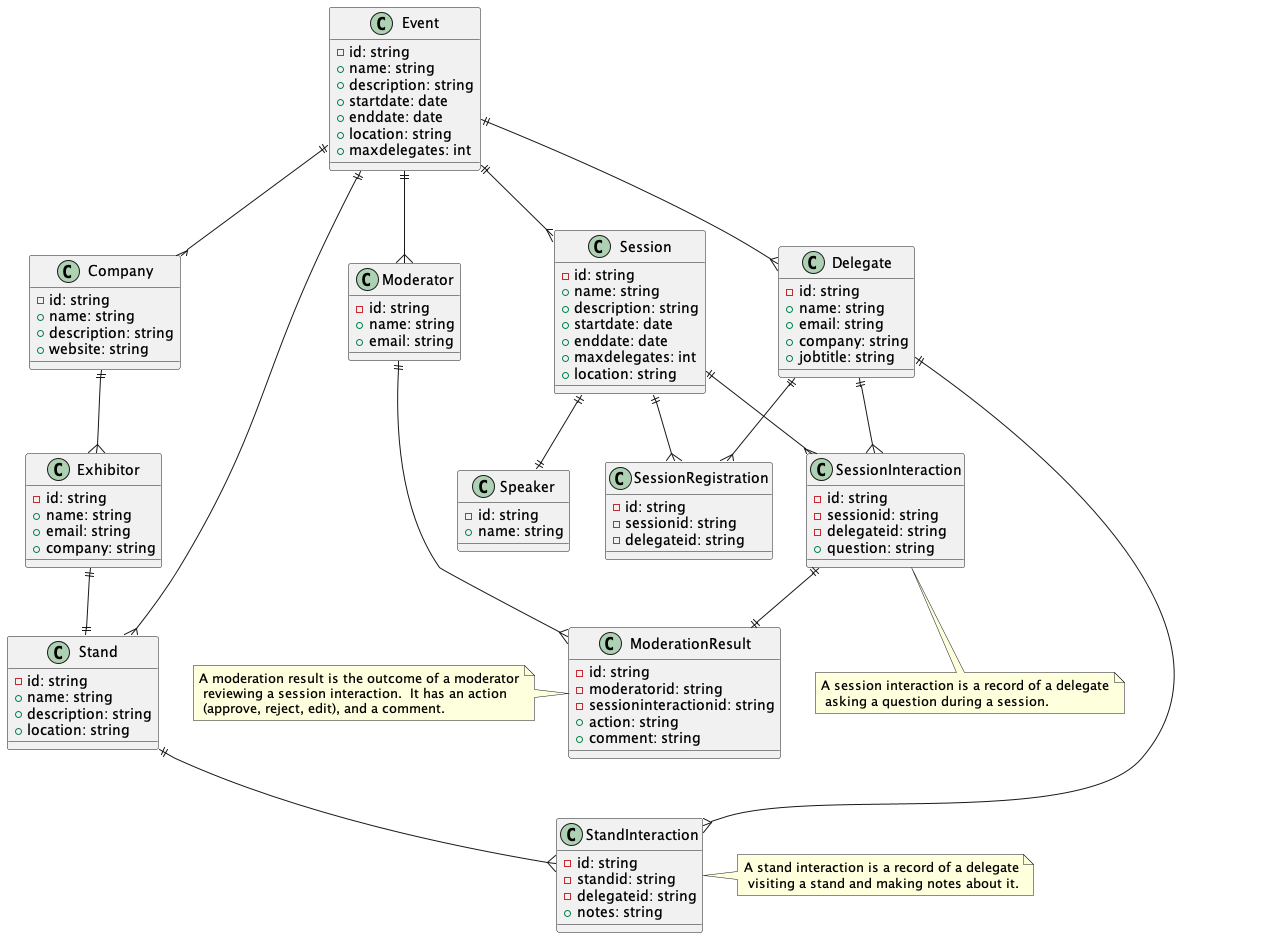 C Event
id: string
name: string
description: string
startdate: date
enddate: date
location: string
maxdelegates: int
C Company
id: string
name: string
description: string
website: string
C Moderator
id: string
name: string
email: string
C Session
id: string
name: string
description: string
startdate: date
enddate: date
maxdelegates: int
location: string
C Delegate
id: string
name: string
email: string
company: string
jobtitle: string
C Exhibitor
id: string
name: string
email: string
company: string
C Speaker
id: string
name: string
C SessionRegistration
id: string
sessionid: string
delegateid: string
C SessionInteraction
id: string
sessionid: string
delegateid: string
question: string
C Stand
id: string
name: string
description: string
location: string
A moderation result is the outcome of a moderator
reviewing a session interaction.  It has an action
(approve, reject, edit), and a comment.
C ModerationResult
id: string
moderatorid: string
sessioninteractionid: string
action: string
comment: string
A session interaction is a record of a delegate
asking a question during a session.
C StandInteraction
id: string
standid: string
delegateid: string
notes: string
A stand interaction is a record of a delegate
visiting a stand and making notes about it.